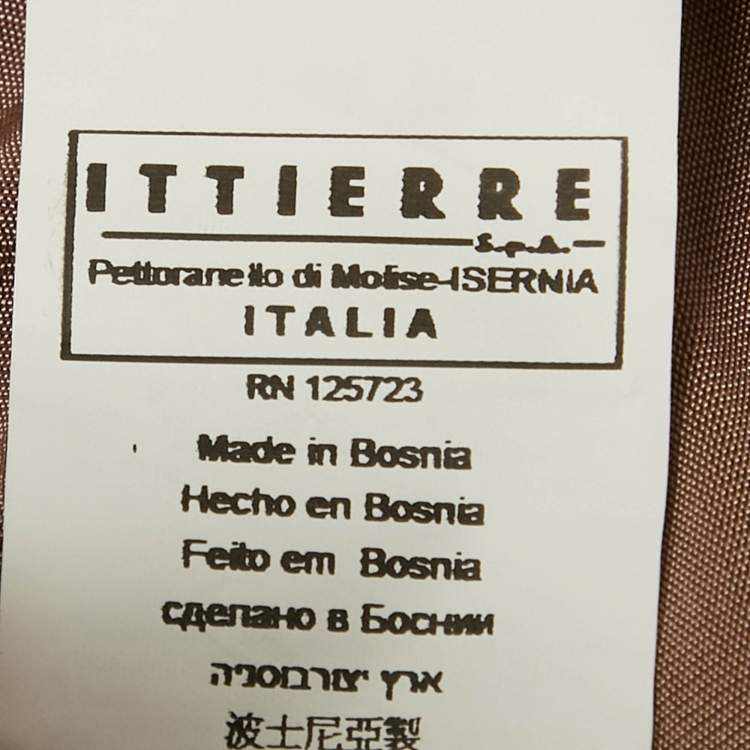 ITTIERRE
S.p.A.
Pettoranello di Molise-ISERNIA
ITALIA
RN 125723
Made in Bosnia
Hecho en Bosnia
Feito em Bosnia
сделано в Боснии
ארץ יצור בוסניה
波士尼亞製